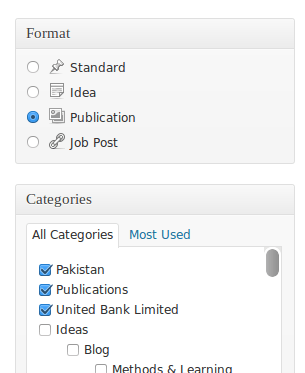 Format
Standard
Idea
Publication
Job Post
Categories
All Categories Most Used
Pakistan
Publications
United Bank Limited
Ideas
Blog
Methods & Learning